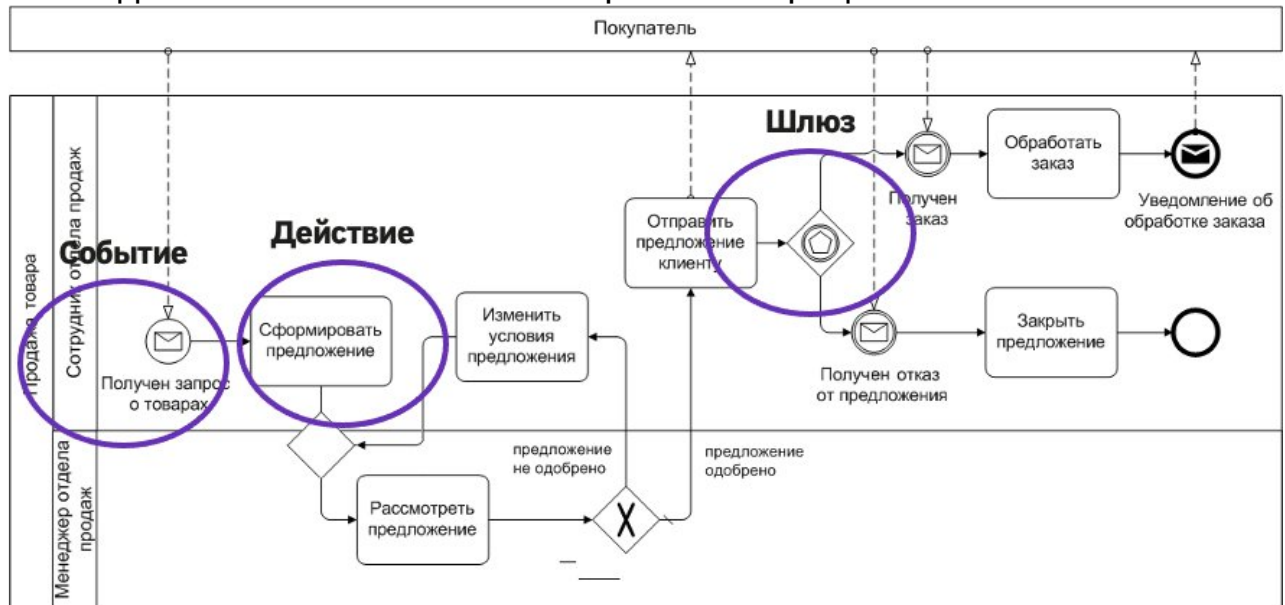 Покупатель
Шлюз
Обработать
заказ
Получен
заказ
Уведомление об
обработке заказа
Отправить
предложение
клиенту
Действие
Событие
Продажа товара
Сотрудник отдела продаж
Сформировать
предложение
Изменить
условия
предложения
Получен запрос
о товарах
Закрыть
предложение
Получен отказ
от предложения
предложение
не одобрено
предложение
одобрено
Менеджер отдела
продаж
Рассмотреть
предложение
X